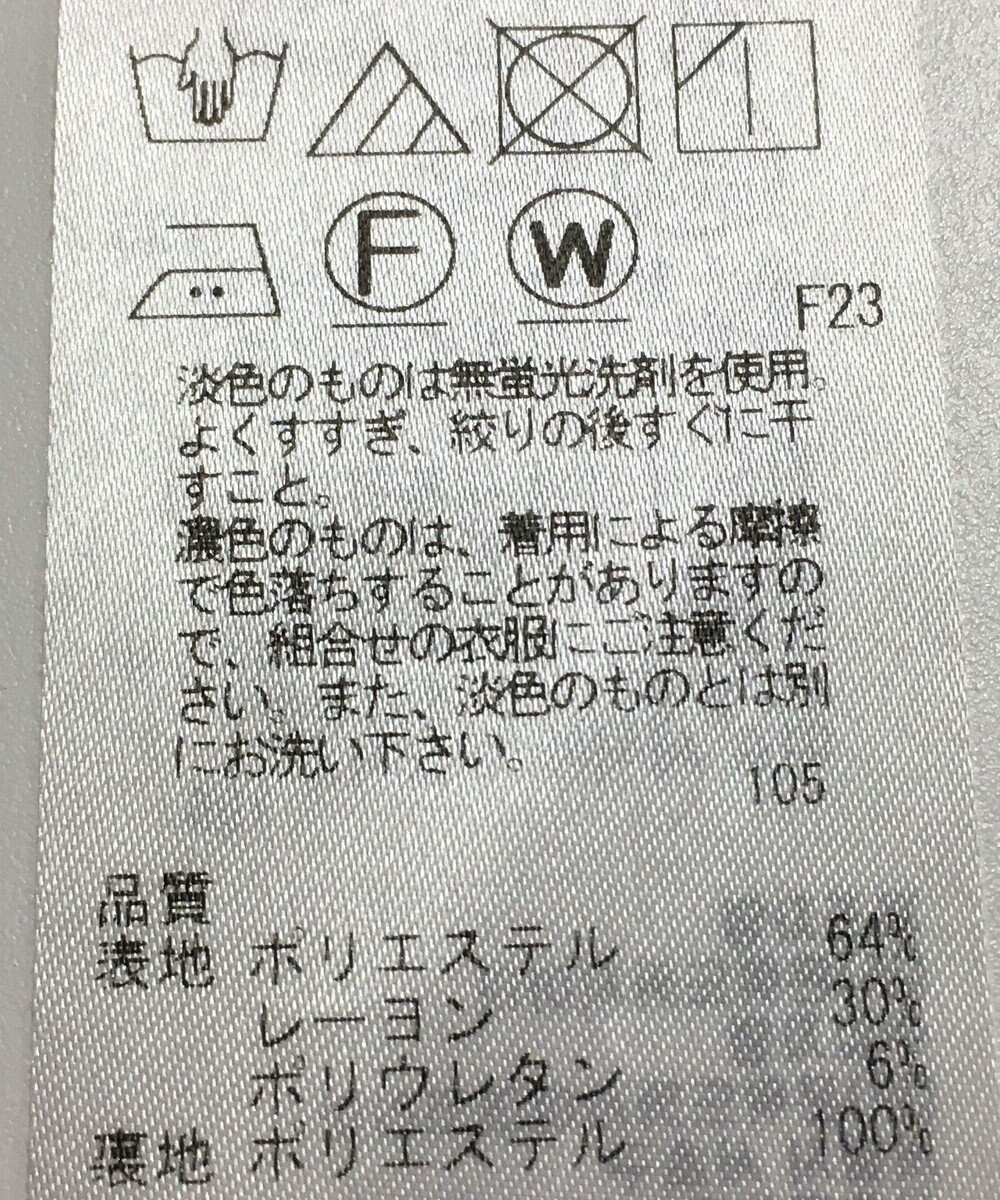 F W
F23
淡色のものは無蛍光洗剤を使用。
よくすすぎ、絞りの後すぐに干
すこと。
濃色のものは、着用による摩擦
で色落ちすることがありますの
で、組合せの衣服にご注意くだ
さい。また、淡色のものとは別
にお洗い下さい。
105
品質
表地 ポリエステル 64%
レーヨン 30%
ポリウレタン 6%
裏地 ポリエステル 100%